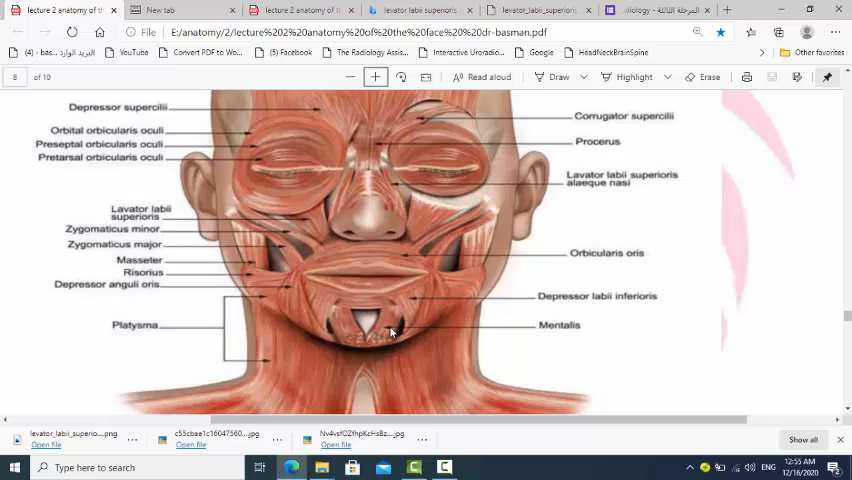 lecture 2 anatomy of the
New tab
lecture 2 anatomy of the
levator labii superioris
levator_labii_superioris
المرحلة الثالثة - Radiology
File
E:/anatomy/2/lecture%202%20anatomy%20of%20the%20face%20%20dr-basman.pdf
(4) - bas... البريد الوارد
YouTube
Convert PDF to Wo...
(5) Facebook
The Radiology Assi...
Interactive Uroradio...
Google
HeadNeckBrainSpine
Other favorites
8 of 10
Read aloud
Draw
Highlight
Erase
Depressor supercilii
Orbital orbicularis oculi
Preseptal orbicularis oculi
Pretarsal orbicularis oculi
Lavator labii
superioris
Zygomaticus minor
Zygomaticus major
Masseter
Risorius
Depressor anguli oris
Platysma
Corrugator supercilii
Procerus
Lavator labii superioris
alaeque nasi
Orbicularis oris
Depressor labii inferioris
Mentalis
levator_labii_superio....png
Open file
c55cbae1c16047560....jpg
Open file
Nv4vsfOZfhpKcHsBz....jpg
Open file
Show all
Type here to search
ENG
12:55 AM
12/16/2020
2